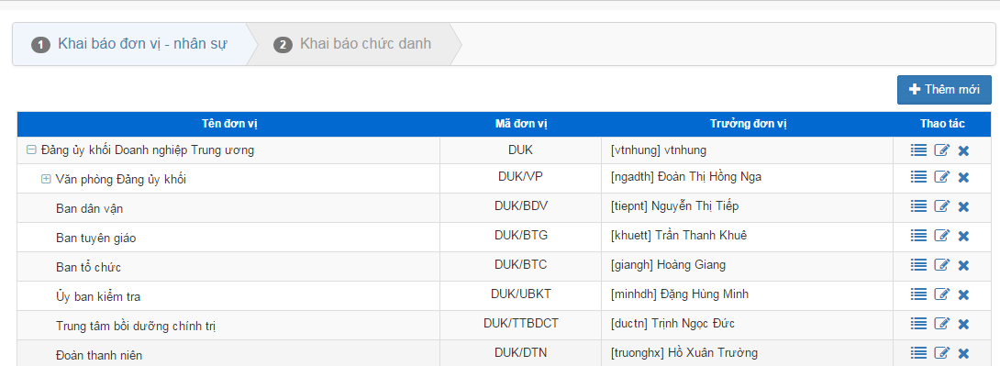 1 Khai báo đơn vị - nhân sự 2 Khai báo chức danh
Thêm mới
Tên đơn vị Mã đơn vị Trưởng đơn vị Thao tác
Đảng ủy khối Doanh nghiệp Trung ương DUK [vtnhung] vtnhung
Văn phòng Đảng ủy khối DUK/VP [ngadth] Đoàn Thị Hồng Nga
Ban dân vận DUK/BDV [tiepnt] Nguyễn Thị Tiếp
Ban tuyên giáo DUK/BTG [khuett] Trần Thanh Khuê
Ban tổ chức DUK/BTC [giangh] Hoàng Giang
Ủy ban kiểm tra DUK/UBKT [minhdh] Đặng Hùng Minh
Trung tâm bồi dưỡng chính trị DUK/TTBDCT [ductn] Trịnh Ngọc Đức
Đoàn thanh niên DUK/DTN [truonghx] Hồ Xuân Trường